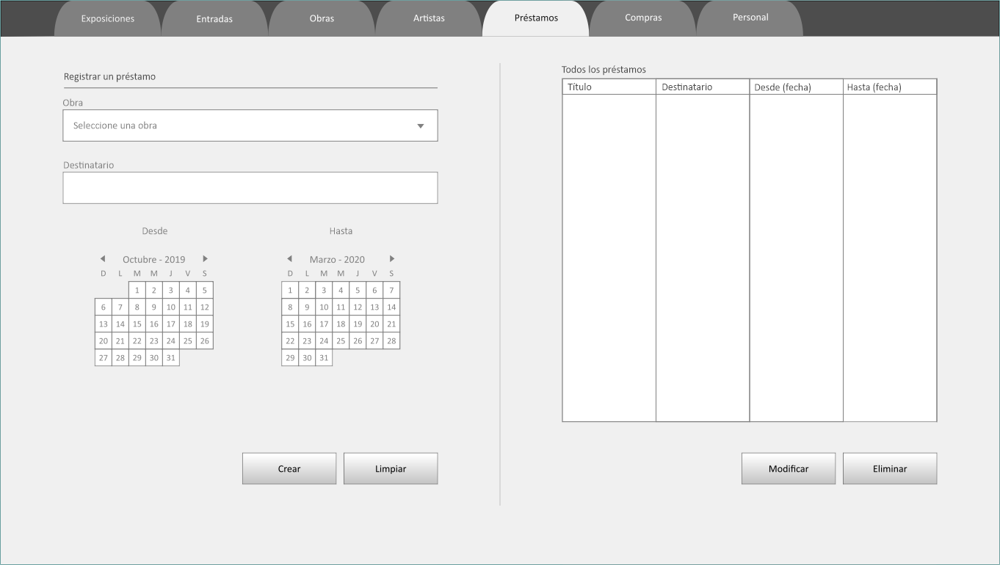 Exposiciones Entradas Obras Artistas Préstamos Compras Personal
Registrar un préstamo
Obra
Seleccione una obra
Destinatario
Desde
Octubre - 2019
D L M M J V S
1 2 3 4 5
6 7 8 9 10 11 12
13 14 15 16 17 18 19
20 21 22 23 24 25 26
27 28 29 30 31
Hasta
Marzo - 2020
D L M M J V S
1 2 3 4 5 6 7
8 9 10 11 12 13 14
15 16 17 18 19 20 21
22 23 24 25 26 27 28
29 30 31
Crear Limpiar
Todos los préstamos
Título Destinatario Desde (fecha) Hasta (fecha)
Modificar Eliminar